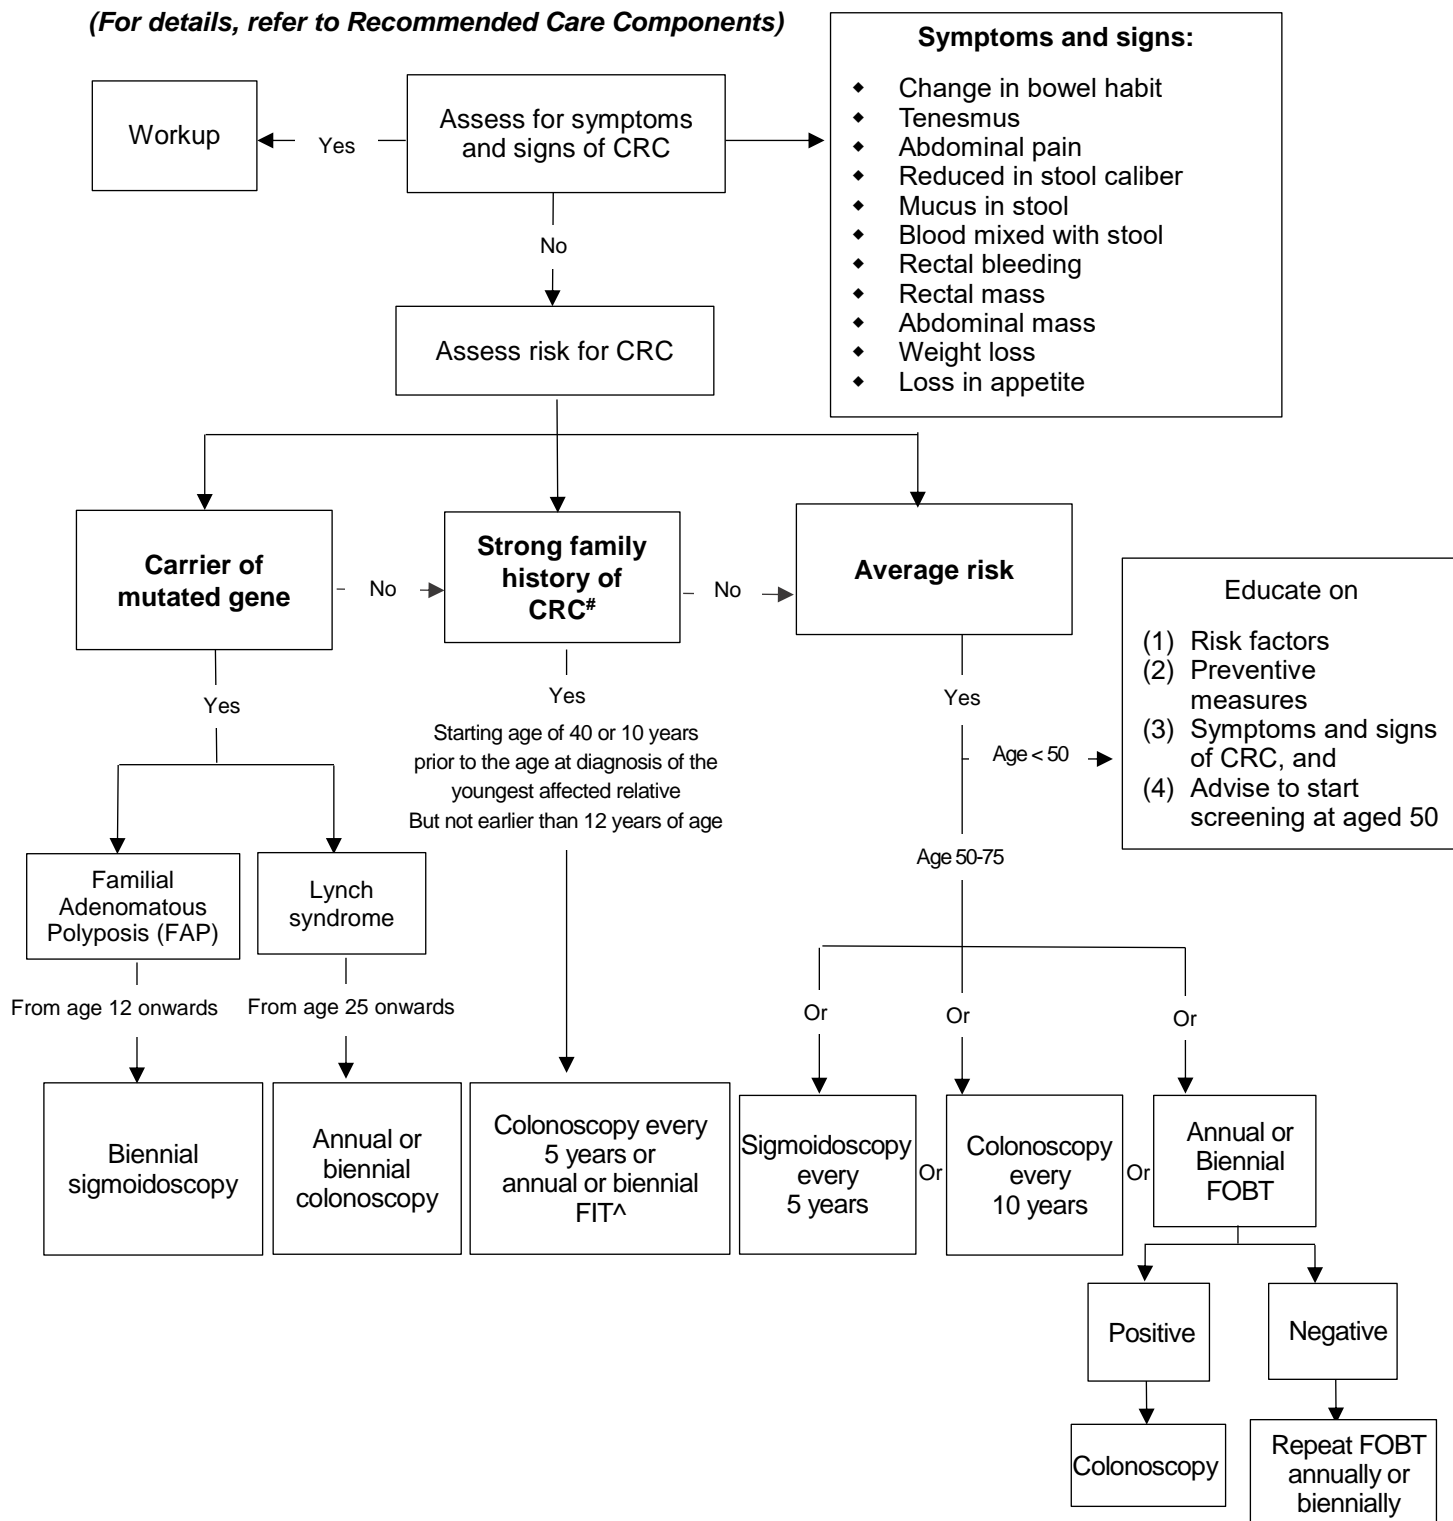 (For details, refer to Recommended Care Components)
Symptoms and signs:
◆ Change in bowel habit
◆ Tenesmus
◆ Abdominal pain
◆ Reduced in stool caliber
◆ Mucus in stool
◆ Blood mixed with stool
◆ Rectal bleeding
◆ Rectal mass
◆ Abdominal mass
◆ Weight loss
◆ Loss in appetite
Workup
Yes
Assess for symptoms
and signs of CRC
No
Assess risk for CRC
Carrier of
mutated gene
No
Strong family
history of
CRC#
No
Average risk
Educate on
(1) Risk factors
(2) Preventive
measures
(3) Symptoms and signs
of CRC, and
(4) Advise to start
screening at aged 50
Yes
Yes
Starting age of 40 or 10 years
prior to the age at diagnosis of the
youngest affected relative
But not earlier than 12 years of age
Yes
Age < 50
Age 50-75
Familial
Adenomatous
Polyposis (FAP)
Lynch
syndrome
From age 12 onwards
From age 25 onwards
Or
Or
Or
Biennial
sigmoidoscopy
Annual or
biennial
colonoscopy
Colonoscopy every
5 years or
annual or biennial
FIT^
Sigmoidoscopy
every
5 years
Or
Colonoscopy
every
10 years
Or
Annual or
Biennial
FOBT
Positive
Negative
Colonoscopy
Repeat FOBT
annually or
biennially